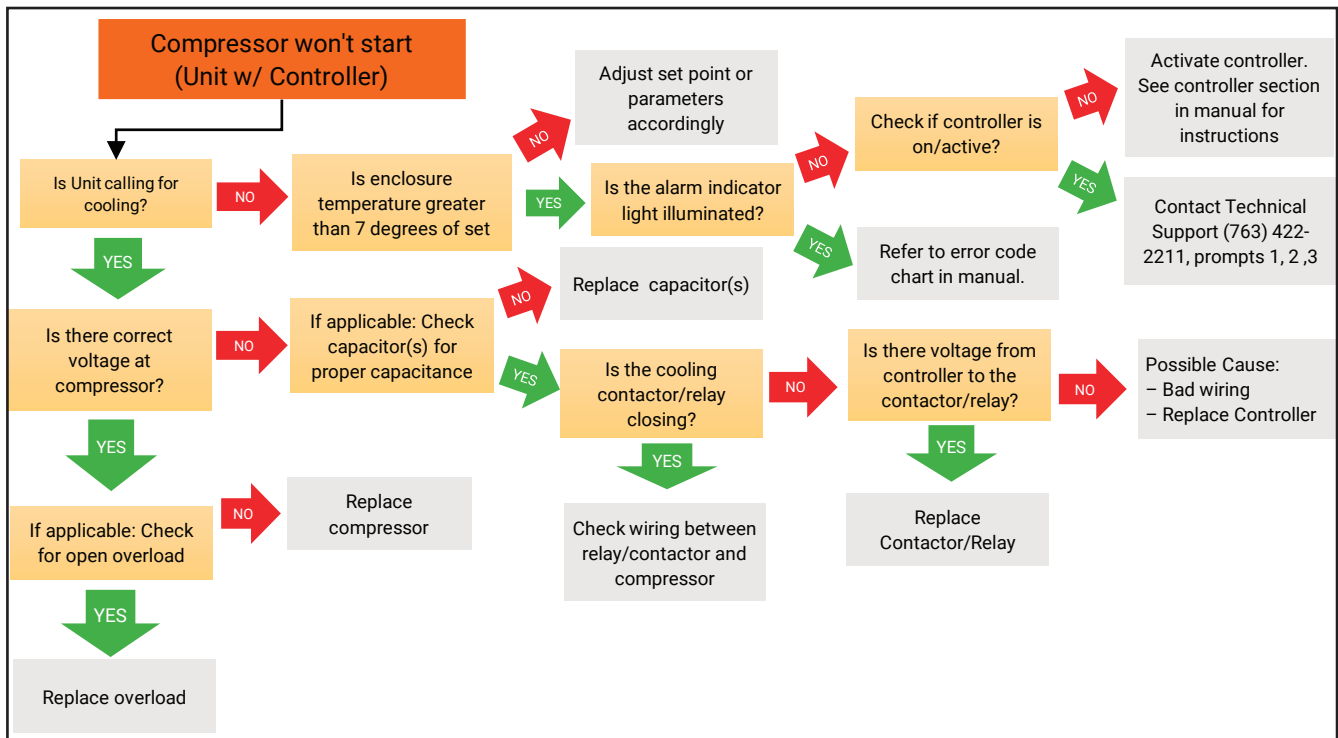 Compressor won't start
(Unit w/ Controller)
Is Unit calling for
cooling?
NO
Is enclosure
temperature greater
than 7 degrees of set
NO
Adjust set point or
parameters
accordingly
YES
Is the alarm indicator
light illuminated?
NO
Check if controller is
on/active?
NO
Activate controller.
See controller section
in manual for
instructions
YES
Contact Technical
Support (763) 422-
2211, prompts 1, 2 ,3
YES
Refer to error code
chart in manual.
YES
Is there correct
voltage at
compressor?
NO
If applicable: Check
capacitor(s) for
proper capacitance
NO
Replace capacitor(s)
YES
Is the cooling
contactor/relay
closing?
NO
Is there voltage from
controller to the
contactor/relay?
NO
Possible Cause:
– Bad wiring
– Replace Controller
YES
Check wiring between
relay/contactor and
compressor
YES
Replace
Contactor/Relay
YES
If applicable: Check
for open overload
NO
Replace
compressor
YES
Replace overload